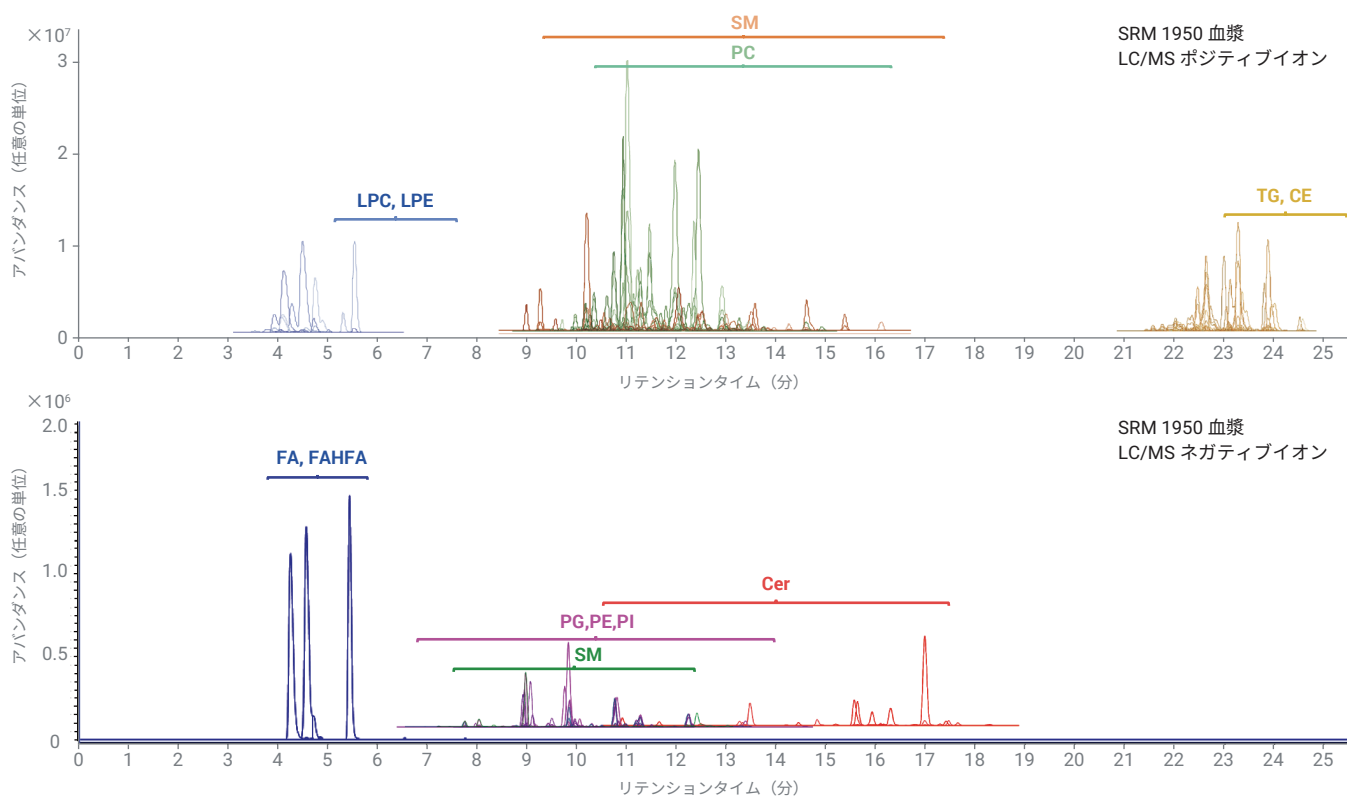 SM
×10⁷
SRM 1950 血漿
PC
LC/MS ポジティブイオン
3
アバンダンス（任意の単位）
2
LPC, LPE
TG, CE
1
0
0 1 2 3 4 5 6 7 8 9 10 11 12 13 14 15 16 17 18 19 20 21 22 23 24 25
リテンションタイム（分）
×10⁶
2.0
SRM 1950 血漿
LC/MS ネガティブイオン
FA, FAHFA
アバンダンス（任意の単位）
1.5
1.0
Cer
PG,PE,PI
0.5
SM
0
0 1 2 3 4 5 6 7 8 9 10 11 12 13 14 15 16 17 18 19 20 21 22 23 24 25
リテンションタイム（分）